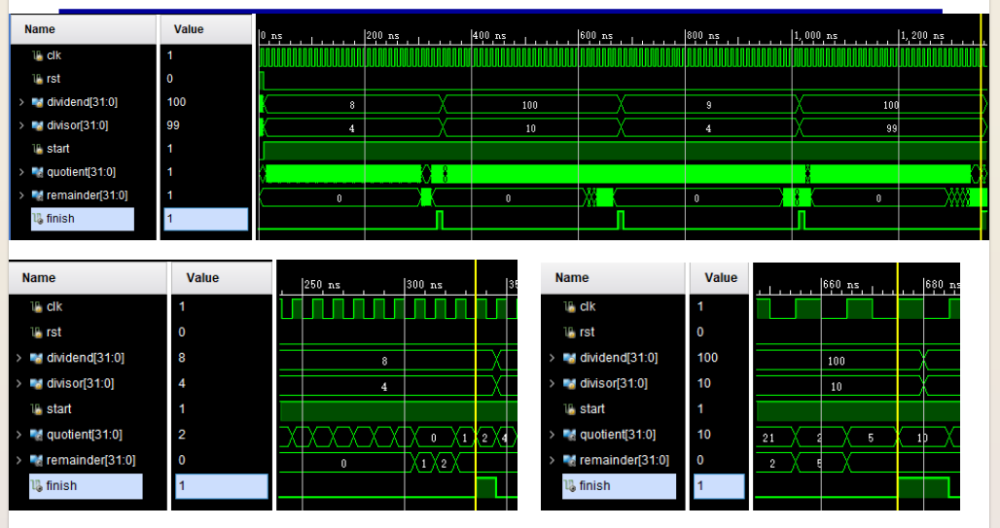 Name Value
0 ns 200 ns 400 ns 600 ns 800 ns 1,000 ns 1,200 ns
clk 1
rst 0
dividend[31:0] 100 8 100 9 100
divisor[31:0] 99 4 10 4 99
start 1
quotient[31:0] 1
remainder[31:0] 1 0 0 0 0
finish 1
Name Value
250 ns 300 ns
clk 1
rst 0
dividend[31:0] 8 8
divisor[31:0] 4 4
start 1
quotient[31:0] 2 0 1 2 4
remainder[31:0] 0 0 1 2
finish 1
Name Value
660 ns 680 ns
clk 1
rst 0
dividend[31:0] 100 100
divisor[31:0] 10 10
start 1
quotient[31:0] 10 21 2 5 10
remainder[31:0] 0 2 5
finish 1